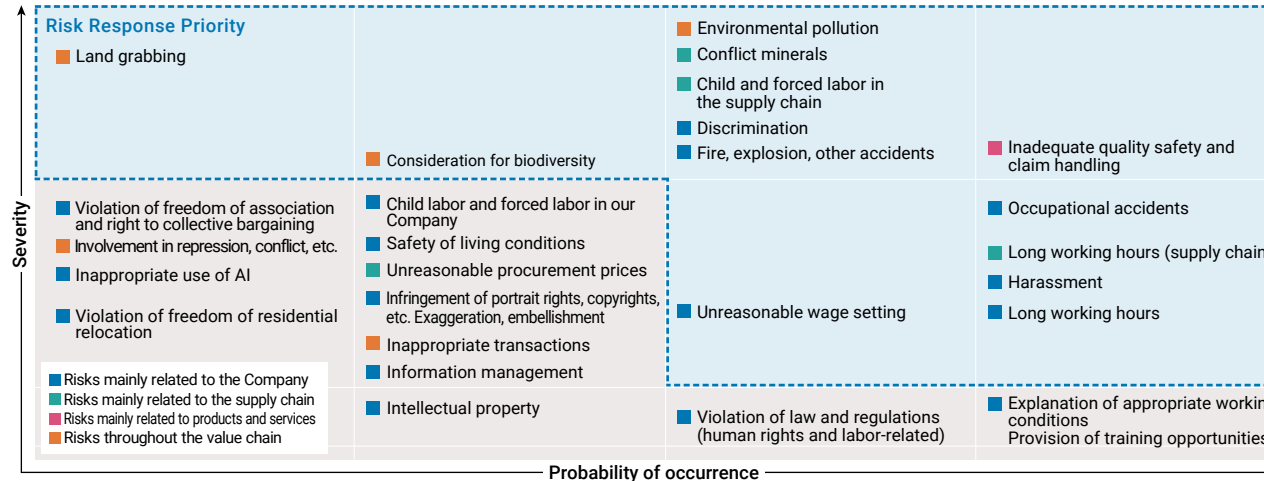 Risk Response Priority
Land grabbing
Consideration for biodiversity
Environmental pollution
Conflict minerals
Child and forced labor in
the supply chain
Discrimination
Fire, explosion, other accidents
Inadequate quality safety and
claim handling
Violation of freedom of association
and right to collective bargaining
Involvement in repression, conflict, etc.
Inappropriate use of AI
Violation of freedom of residential
relocation
Child labor and forced labor in our
Company
Safety of living conditions
Unreasonable procurement prices
Infringement of portrait rights, copyrights,
etc. Exaggeration, embellishment
Inappropriate transactions
Information management
Intellectual property
Unreasonable wage setting
Violation of law and regulations
(human rights and labor-related)
Occupational accidents
Long working hours (supply chain
Harassment
Long working hours
Explanation of appropriate workin
conditions
Provision of training opportunities
Risks mainly related to the Company
Risks mainly related to the supply chain
Risks mainly related to products and services
Risks throughout the value chain
Severity
Probability of occurrence